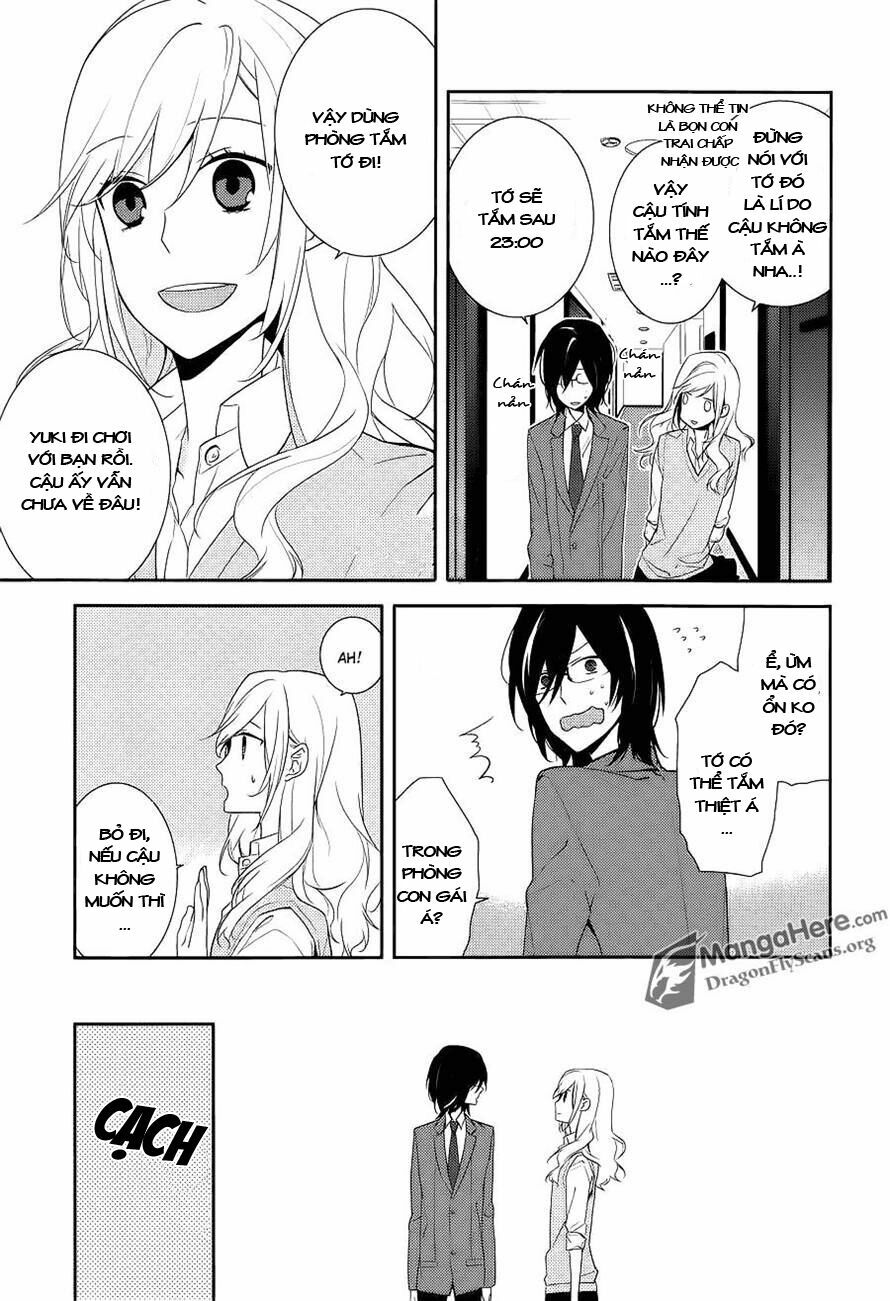 ĐỪNG
NÓI VỚI
TỚ ĐÓ
LÀ LÍ DO
CẬU KHÔNG
TẮM À
NHA..!
KHÔNG THỂ TIN
LÀ BỌN CON
TRAI CHẤP
NHẬN ĐƯỢC
VẬY
CẬU TÍNH
TẮM THẾ
NÀO ĐÂY
...?
TỚ SẼ
TẮM SAU
23:00
Chán
nản
Chán
nản
VẬY DÙNG
PHÒNG TẮM
TỚ ĐI!
YUKI ĐI CHƠI
VỚI BẠN RỒI.
CẬU ẤY VẪN
CHƯA VỀ ĐÂU!
Ể, ỪM
MÀ CÓ
ỔN KO
ĐÓ?
TỚ CÓ
THỂ TẮM
THIỆT Á
...
TRONG
PHÒNG
CON GÁI
Á?
AH!
BỎ ĐI,
NẾU CẬU
KHÔNG
MUỐN THÌ
...
MangaHere.com
DragonFlyScans.org
CẠCH